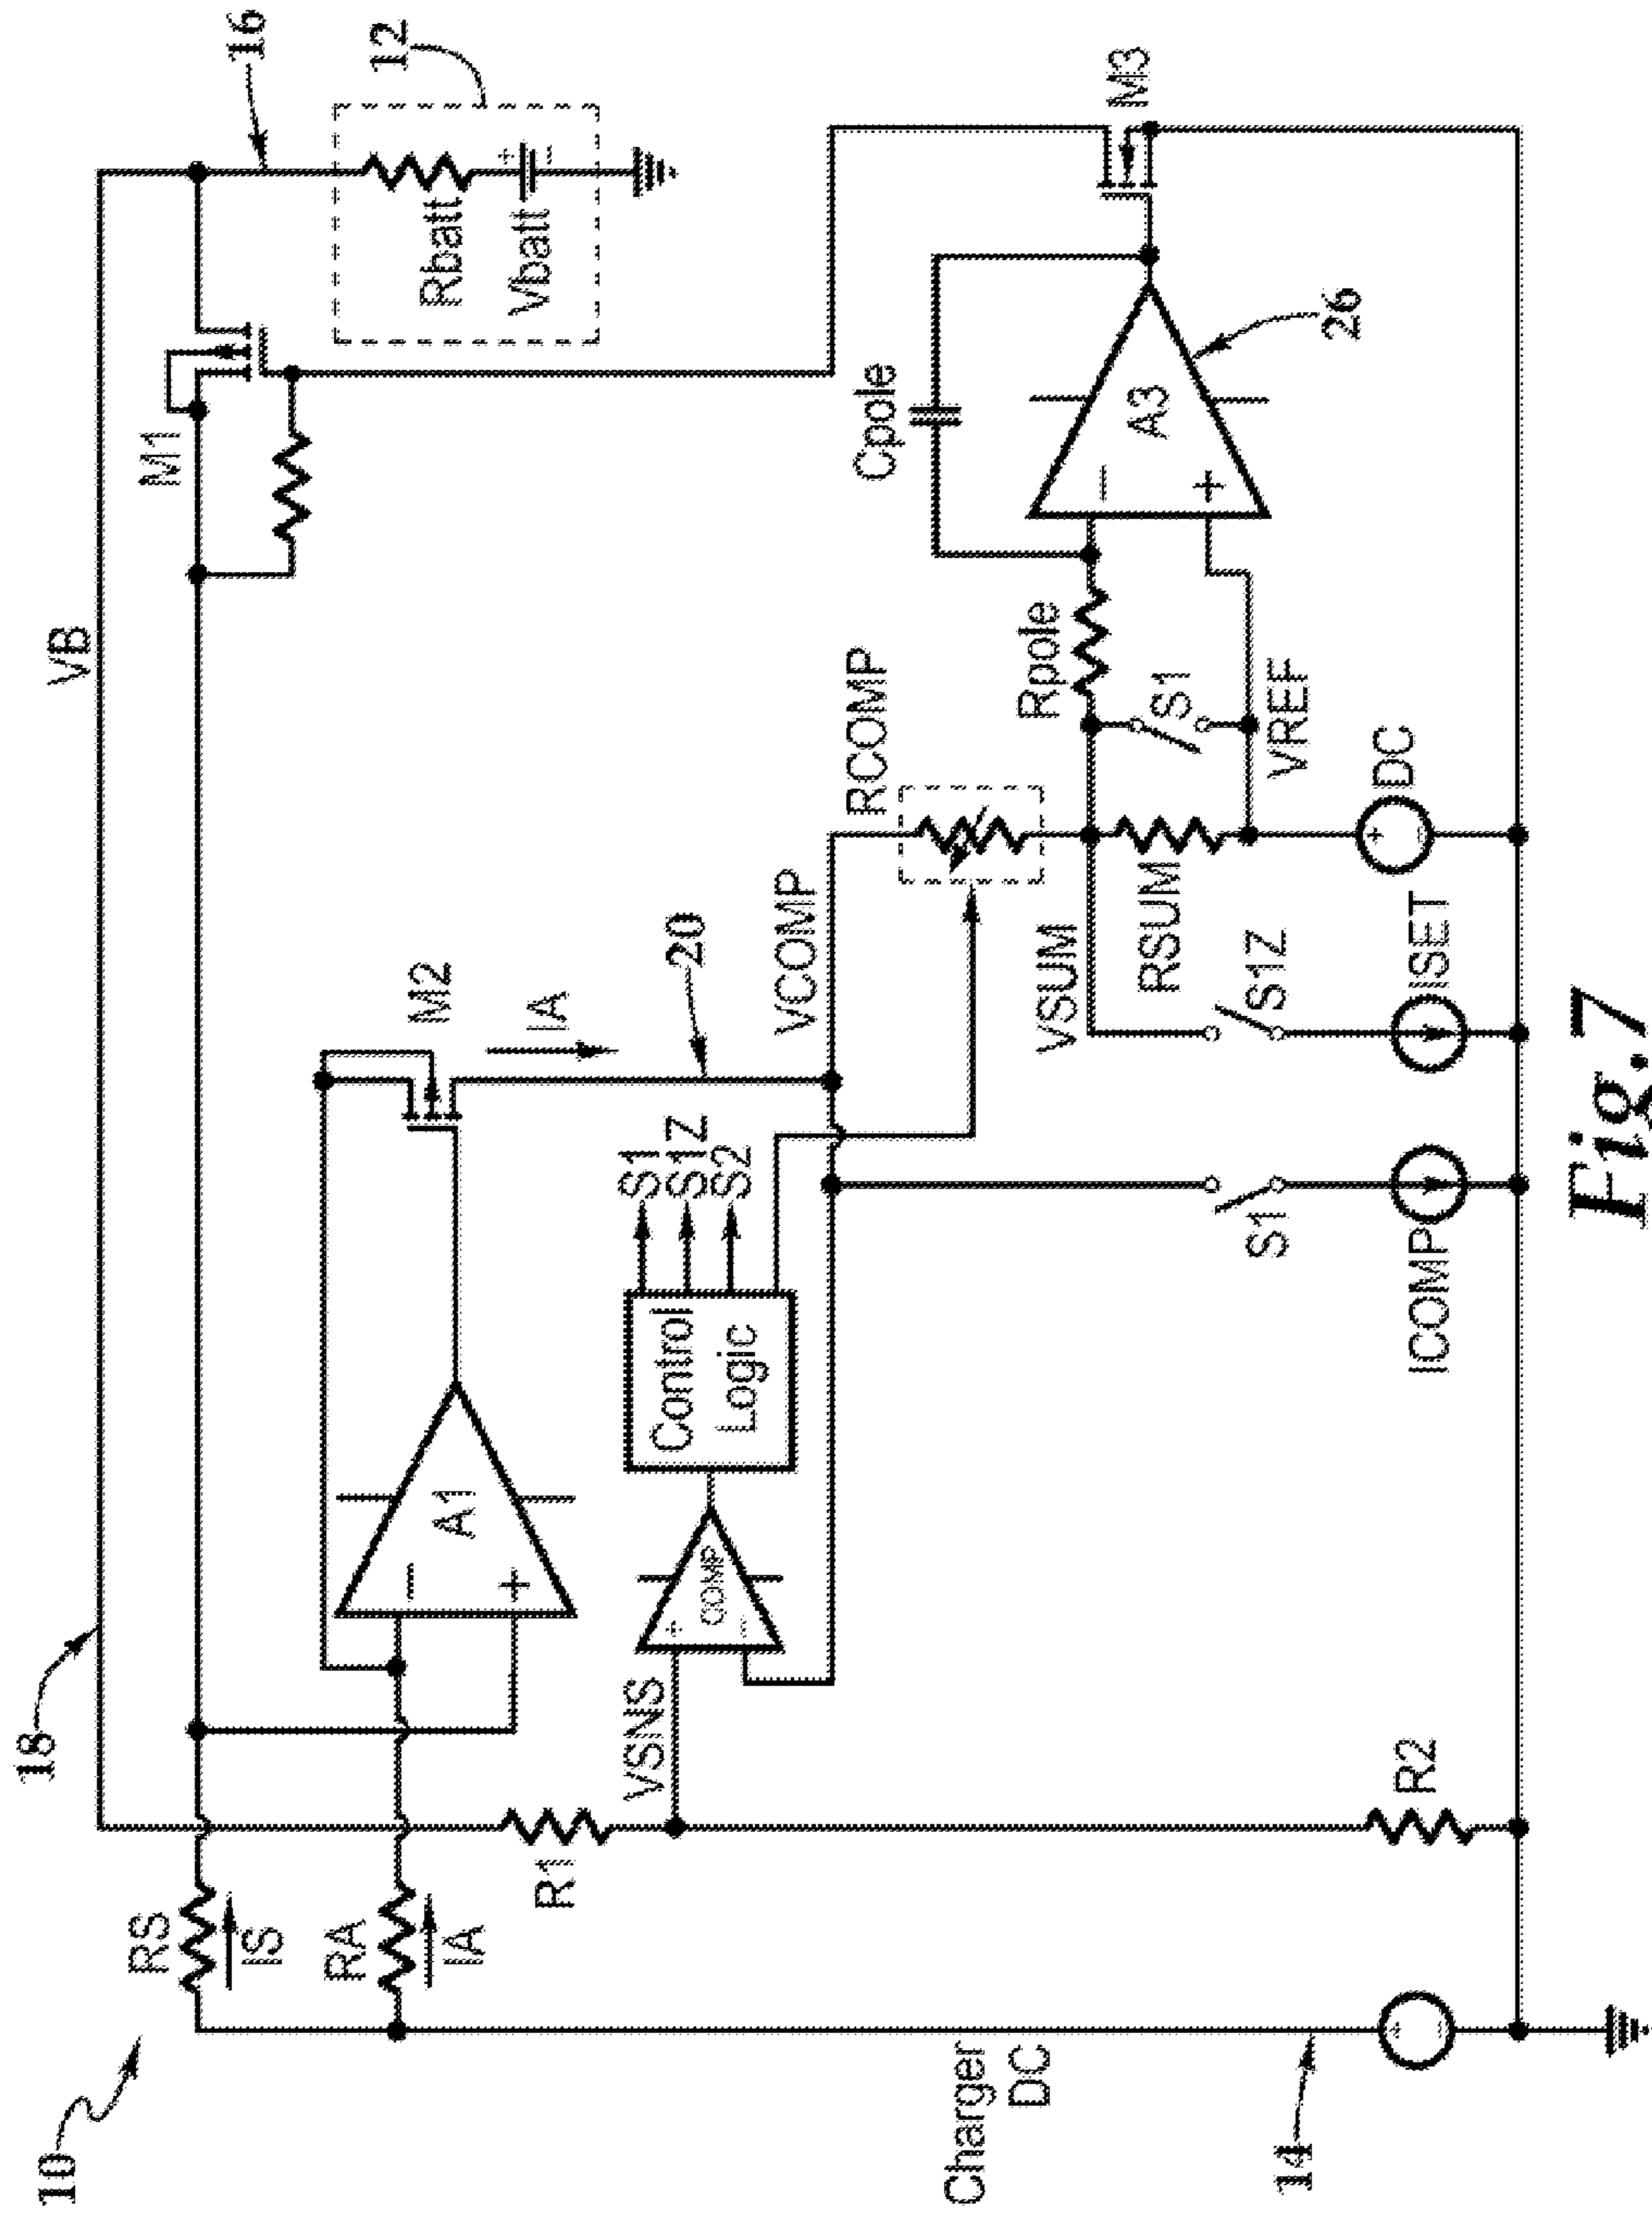 10
18
VB
16
RS
IS
M1
12
RA
IA
A1
−
+
M2
IA
Rbatt
Vbatt
+
−
R1
VSNS
COMP
+
−
Control
Logic
S1
S1Z
S2
20
VCOMP
RCOMP
Cpole
Charger
DC
VSUM
Rpole
A3
−
+
M3
RSUM
S1
S1
S1Z
VREF
26
14
R2
ICOMP
ISET
DC
+
−
Fig.7